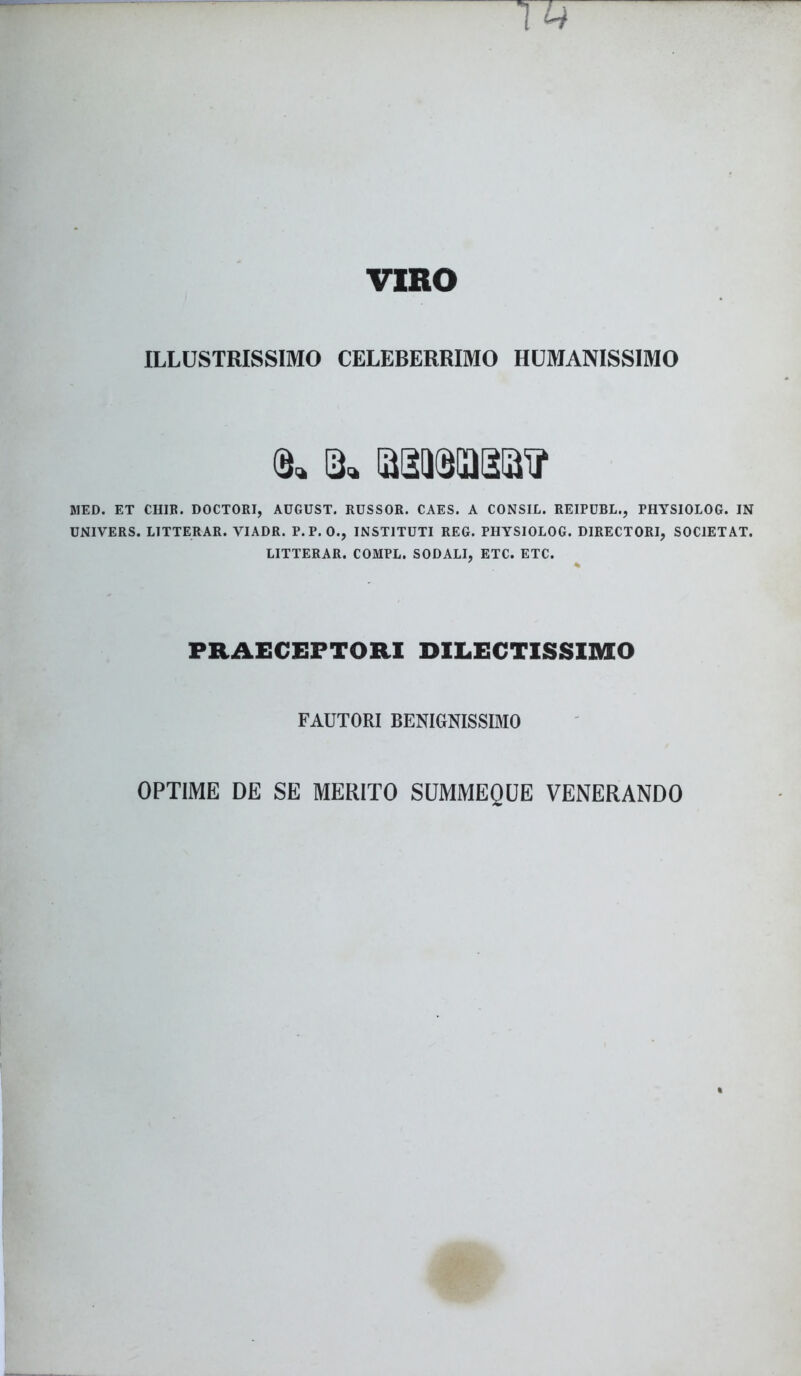 74
VIRO
ILLUSTRISSIMO CELEBERRIMO HUMANISSIMO
C. B. REICHERT
MED. ET CHIR. DOCTORI, AUGUST. RUSSOR. CAES. A CONSIL. REIPUBL., PHYSIOLOG. IN
UNIVERS. LITTERAR. VIADR. P. P. O., INSTITUTI REG. PHYSIOLOG. DIRECTORI, SOCIETAT.
LITTERAR. COMPL. SODALI, ETC. ETC.
PRAECEPTORI DILECTISSIMO
FAUTORI BENIGNISSIMO
OPTIME DE SE MERITO SUMMEQUE VENERANDO